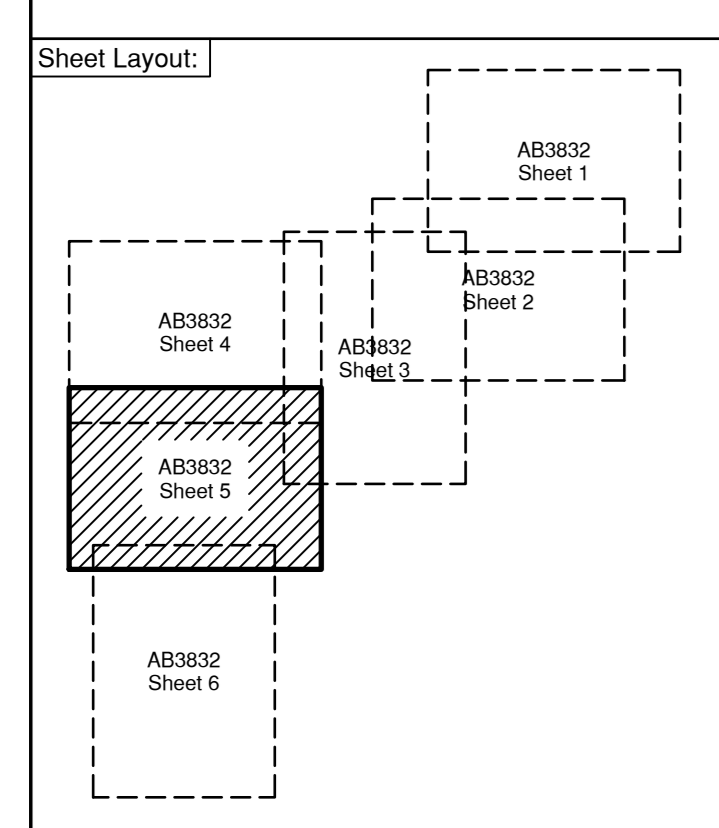 Sheet Layout:
AB3832
Sheet 1
AB3832
Sheet 2
AB3832
Sheet 3
AB3832
Sheet 4
AB3832
Sheet 5
AB3832
Sheet 6